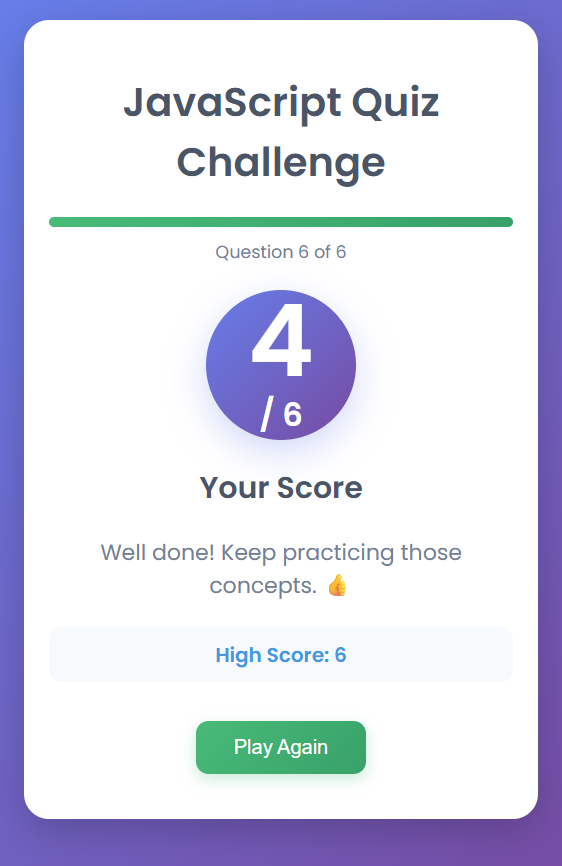 JavaScript Quiz
Challenge
Question 6 of 6
4
/ 6
Your Score
Well done! Keep practicing those
concepts. 👍
High Score: 6
Play Again